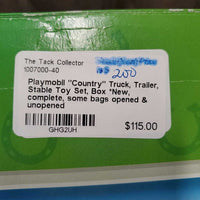 The Tack Collector
1007000-40
200
Playmobil "Country" Truck, Trailer,
Stable Toy Set, Box *New,
complete, some bags opened &
unopened
GHG2UH
$115.00